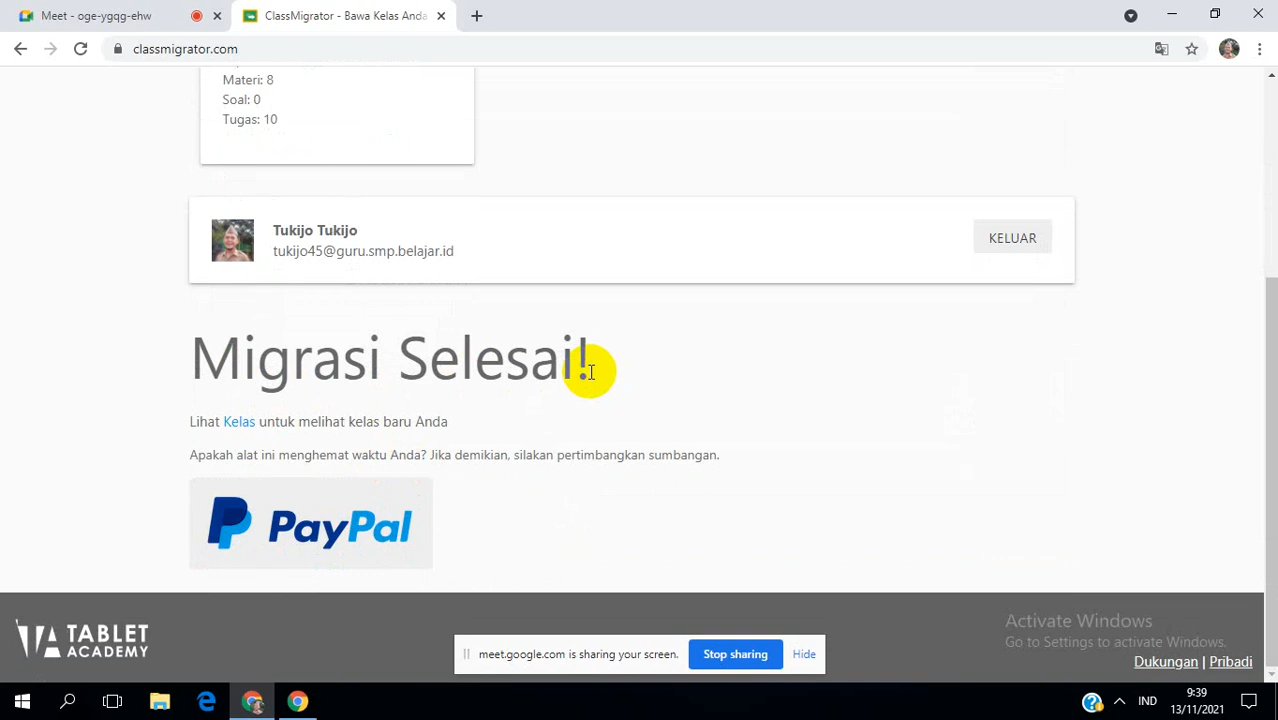 Meet - oge-ygqg-ehw
ClassMigrator - Bawa Kelas Anda
classmigrator.com
Materi: 8
Soal: 0
Tugas: 10
Tukijo Tukijo
tukijo45@guru.smp.belajar.id
KELUAR
Migrasi Selesai!
Lihat Kelas untuk melihat kelas baru Anda
Apakah alat ini menghemat waktu Anda? Jika demikian, silakan pertimbangkan sumbangan.
PayPal
TABLET
ACADEMY
Activate Windows
Go to Settings to activate Windows.
Dukungan | Pribadi
meet.google.com is sharing your screen.
Stop sharing
Hide
IND
9:39
13/11/2021